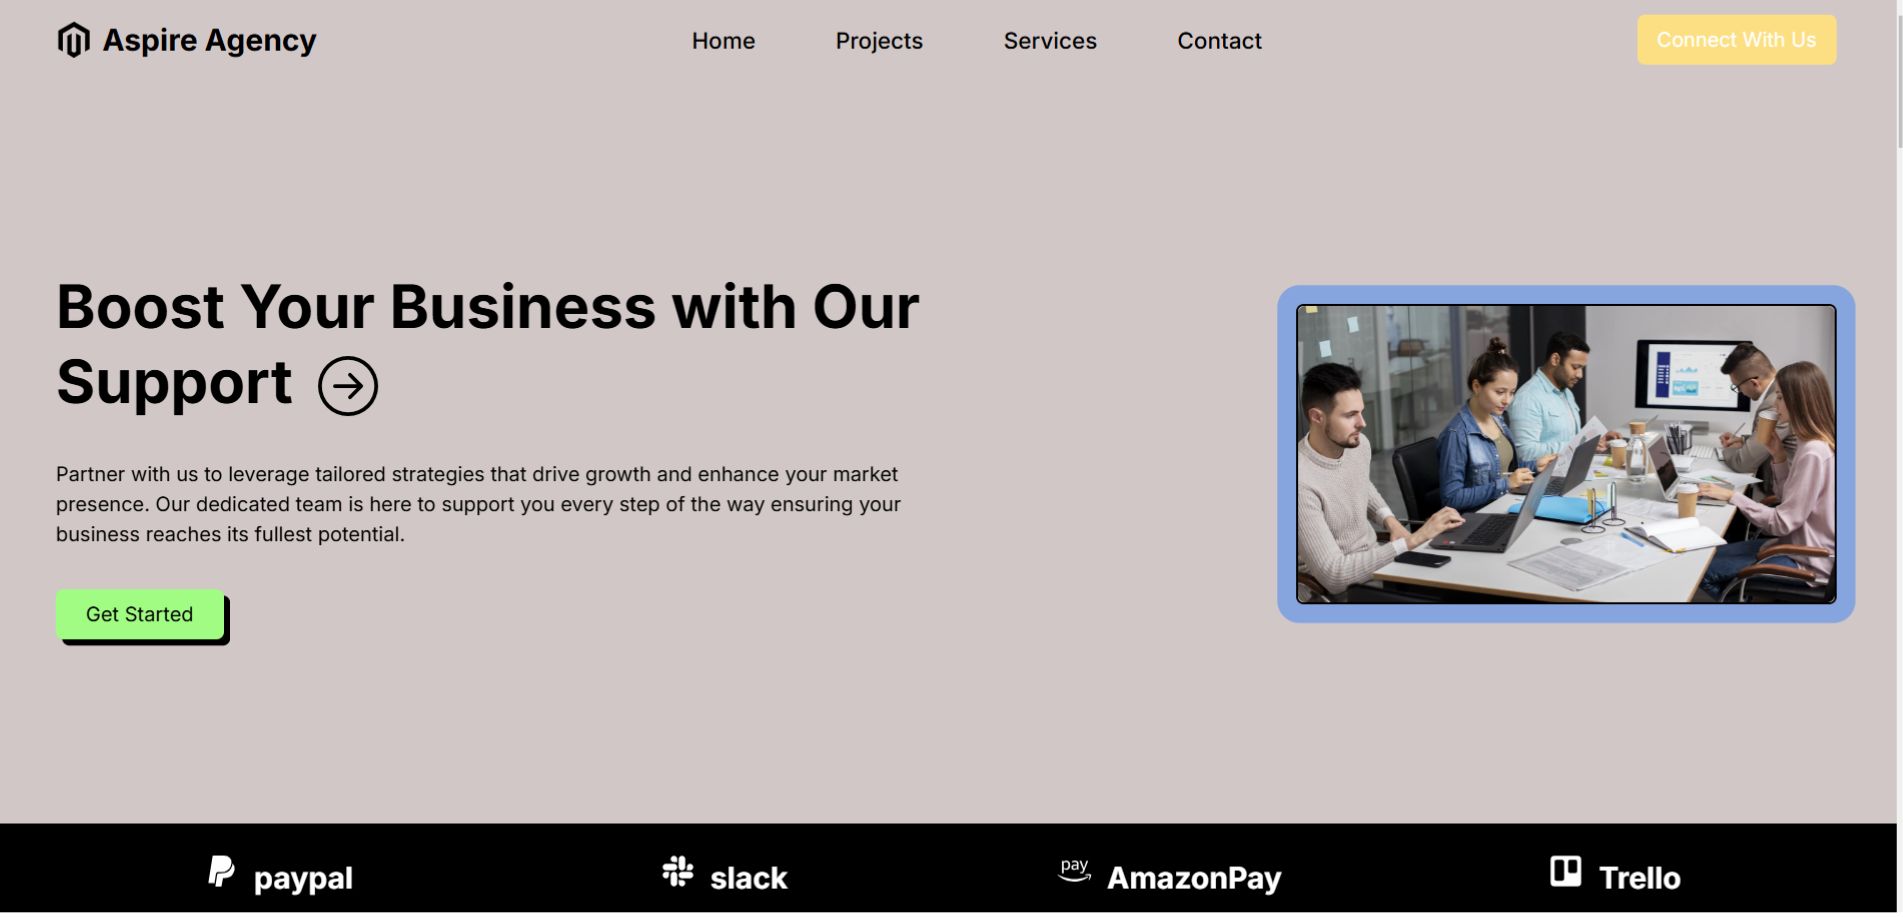 Aspire Agency
Home
Projects
Services
Contact
Connect With Us
Boost Your Business with Our
Support
Partner with us to leverage tailored strategies that drive growth and enhance your market
presence. Our dedicated team is here to support you every step of the way ensuring your
business reaches its fullest potential.
Get Started
paypal
slack
pay
AmazonPay
Trello